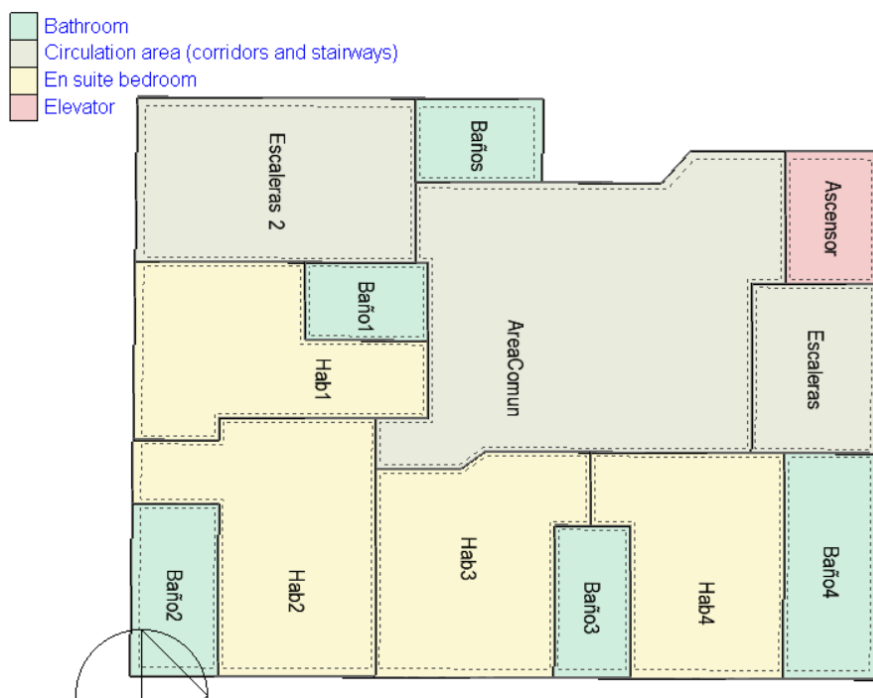 Bathroom
Circulation area (corridors and stairways)
En suite bedroom
Elevator
Escaleras 2
Baños
Ascensor
Baño1
Hab1
AreaComun
Escaleras
Baño2
Hab2
Hab3
Baño3
Hab4
Baño4